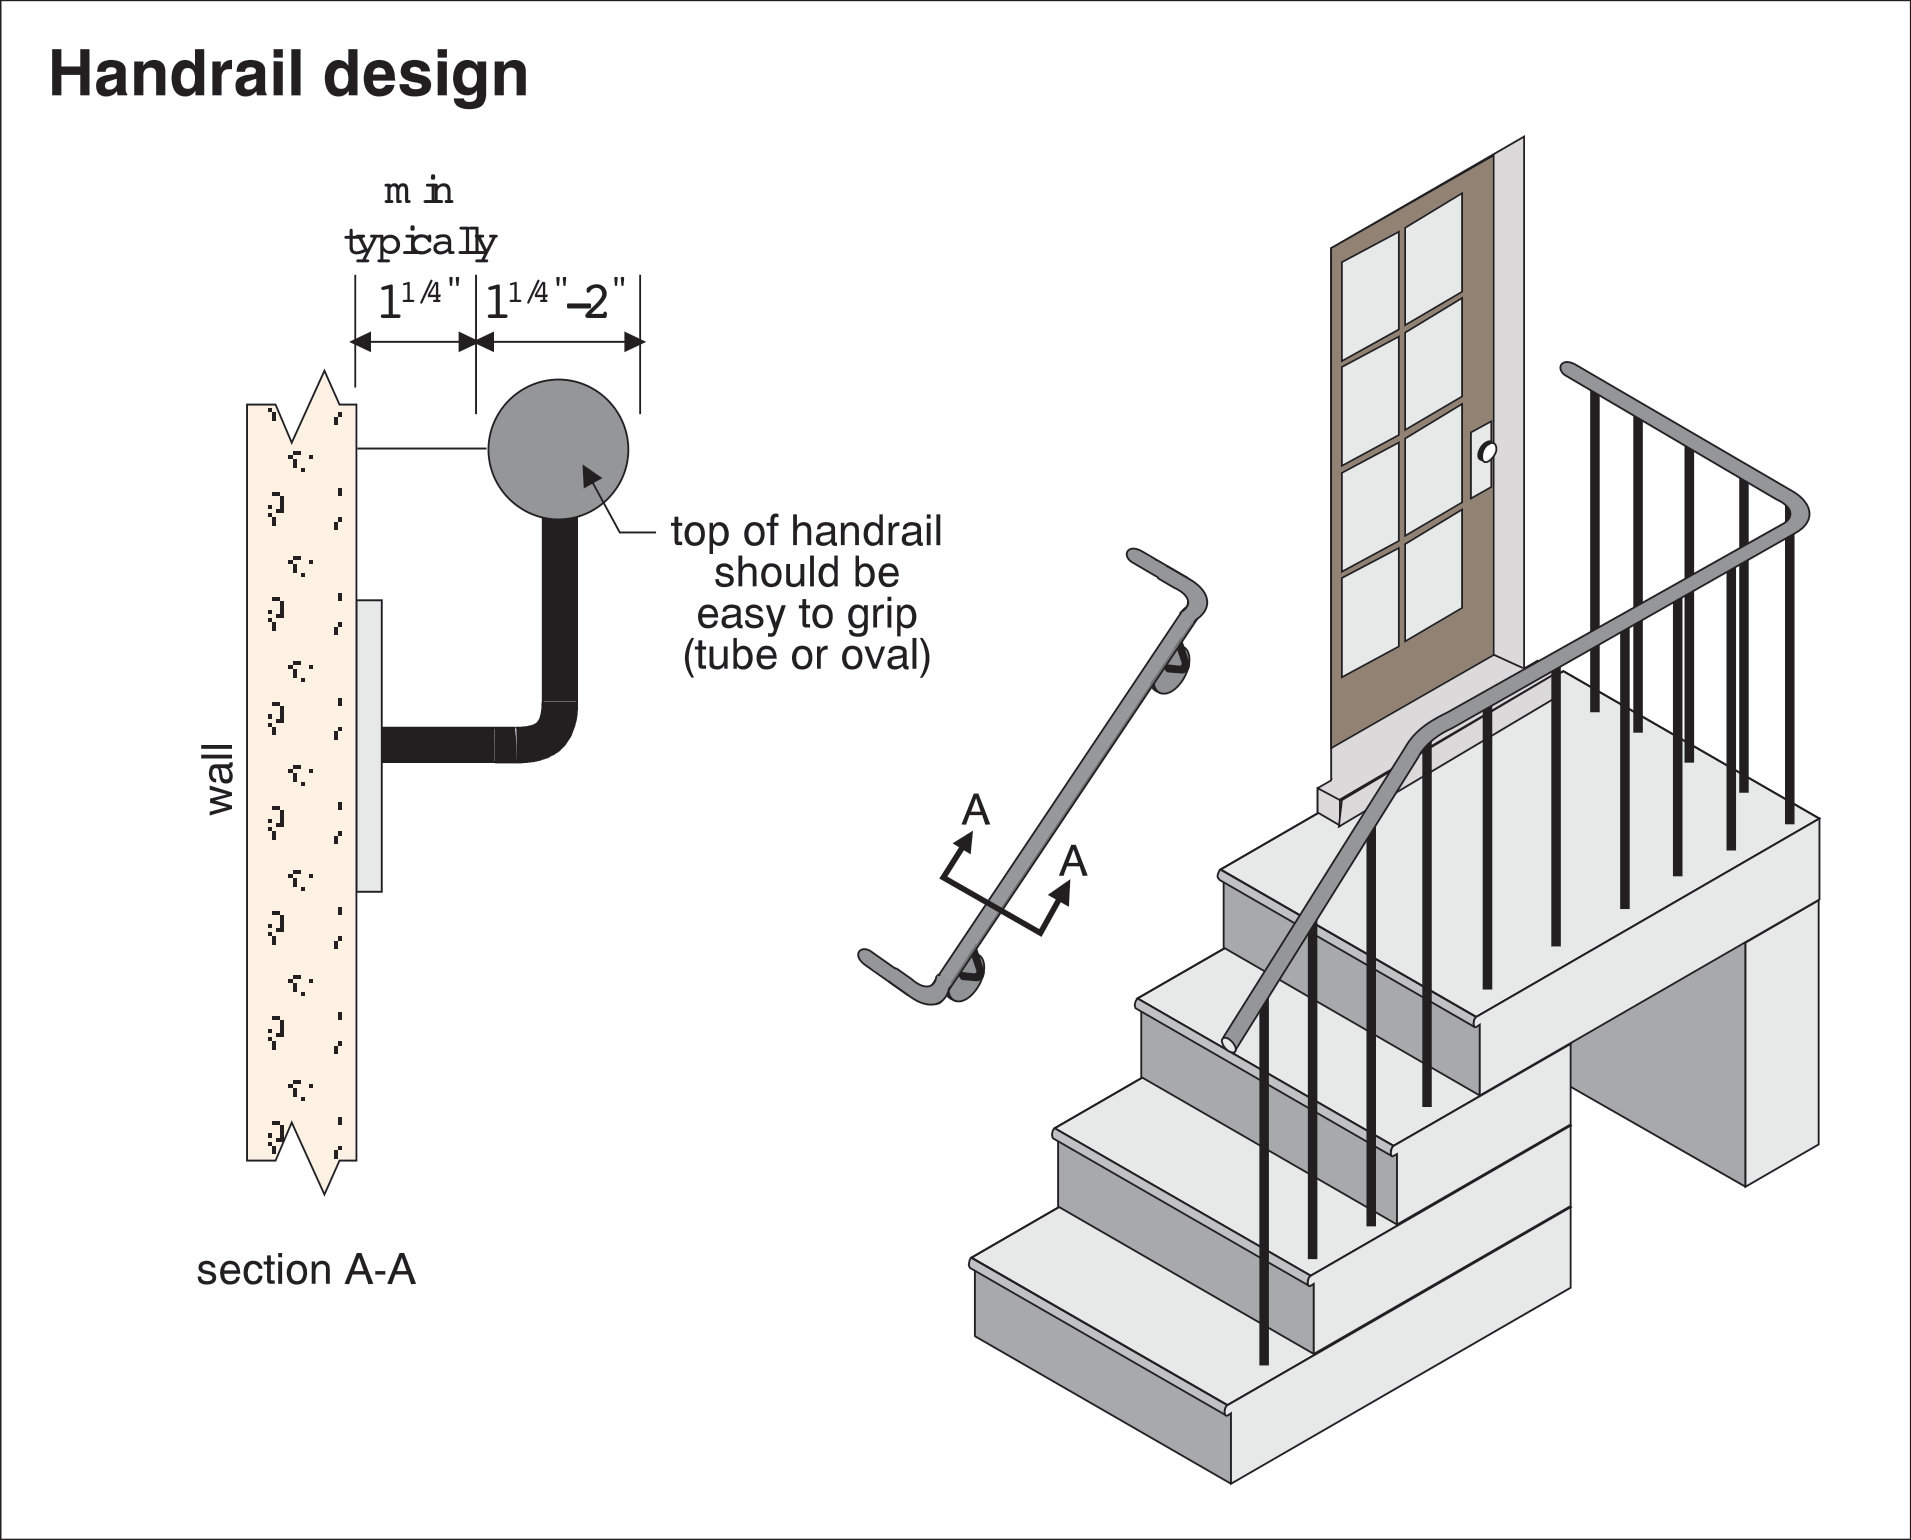 Handrail design
min
typically
1 1/4" 1 1/4"–2"
top of handrail
should be
easy to grip
(tube or oval)
wall
A
A
section A-A